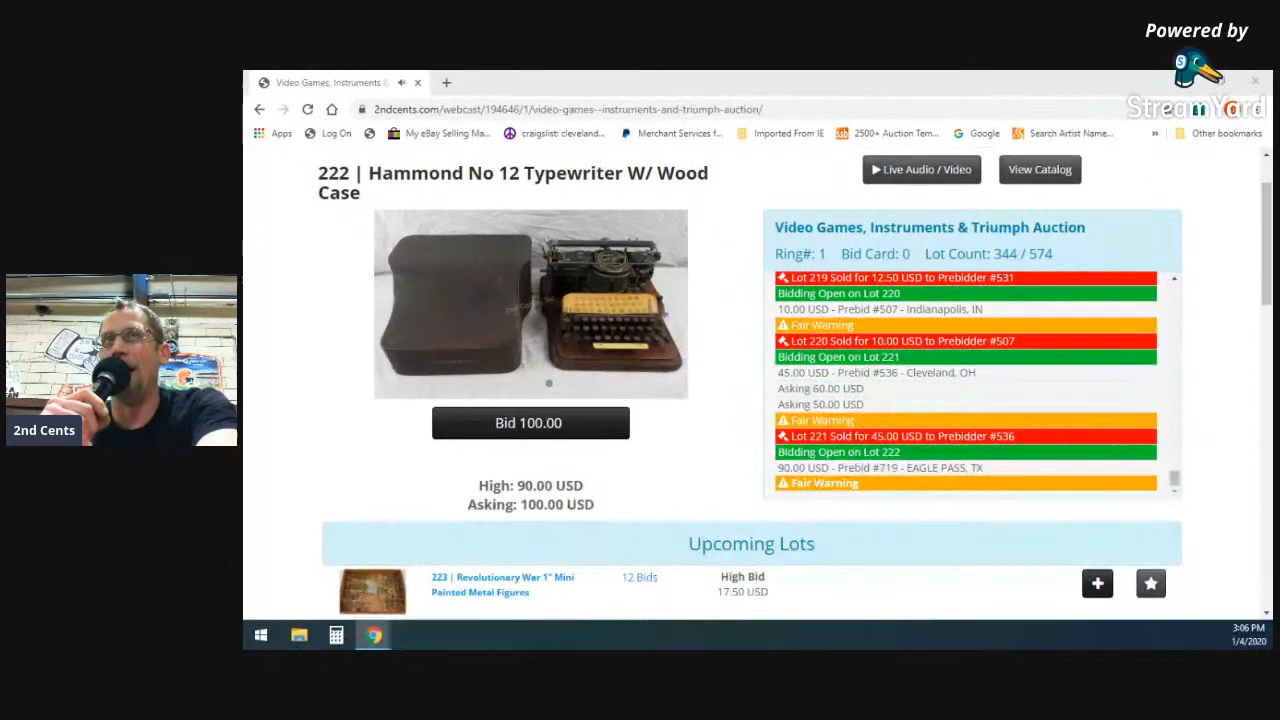 Powered by
StreamYard
Video Games, Instruments &
2ndcents.com/webcast/194646/1/video-games--instruments-and-triumph-auction/
Apps
Log On
My eBay Selling Ma...
craigslist: cleveland...
Merchant Services f...
Imported From IE
2500+ Auction Tem...
Google
Search Artist Name...
»
Other bookmarks
222 | Hammond No 12 Typewriter W/ Wood
Case
Live Audio / Video
View Catalog
Video Games, Instruments & Triumph Auction
Ring#: 1 Bid Card: 0 Lot Count: 344 / 574
Lot 219 Sold for 12.50 USD to Prebidder #531
Bidding Open on Lot 220
10.00 USD - Prebid #507 - Indianapolis, IN
Fair Warning
Lot 220 Sold for 10.00 USD to Prebidder #507
Bidding Open on Lot 221
45.00 USD - Prebid #536 - Cleveland, OH
Asking 60.00 USD
Asking 50.00 USD
Fair Warning
Lot 221 Sold for 45.00 USD to Prebidder #536
Bidding Open on Lot 222
90.00 USD - Prebid #719 - EAGLE PASS, TX
Fair Warning
Bid 100.00
High: 90.00 USD
Asking: 100.00 USD
2nd Cents
Upcoming Lots
223 | Revolutionary War 1" Mini
Painted Metal Figures
12 Bids
High Bid
17.50 USD
3:06 PM
1/4/2020